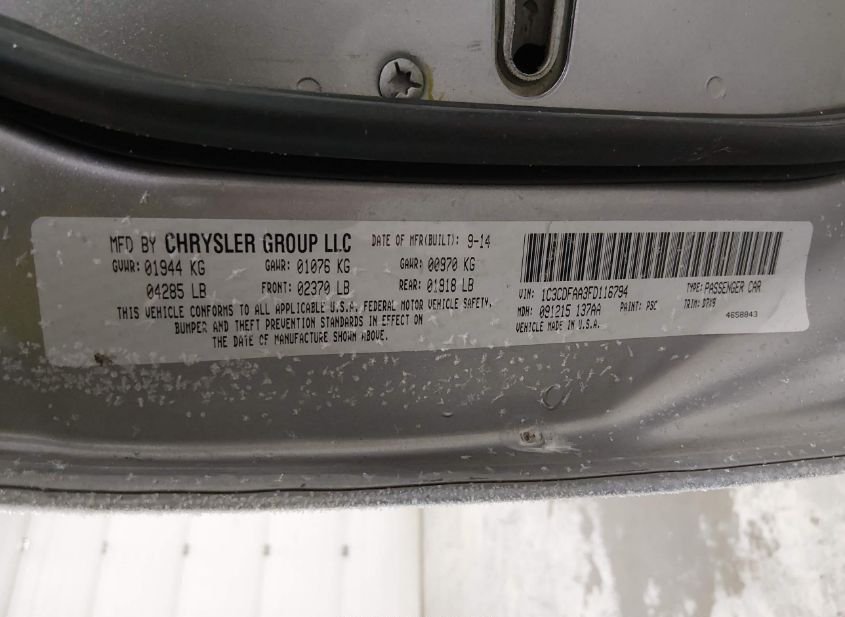 MFD BY CHRYSLER GROUP LLC DATE OF MFR(BUILT): 9-14
GVWR: 01944 KG GAWR: 01076 KG GAWR: 00970 KG
04285 LB FRONT: 02370 LB REAR: 01918 LB
THIS VEHICLE CONFORMS TO ALL APPLICABLE U.S.A. FEDERAL MOTOR VEHICLE SAFETY,
BUMPER AND THEFT PREVENTION STANDARDS IN EFFECT ON
THE DATE OF MANUFACTURE SHOWN ABOVE.
VIN: 1C3CDFAA3FD116794 TYPE: PASSENGER CAR
MDH: 091215 137AA PAINT: PSC TRIM:
VEHICLE MADE IN U.S.A. 4658843